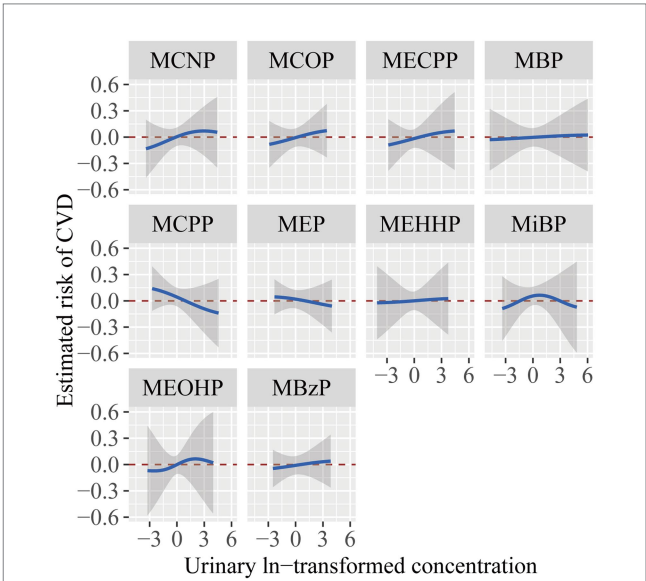 MCNP MCOP MECPP MBP
0.6
0.3
0.0
−0.3
−0.6
MCPP MEP MEHHP MiBP
0.6
0.3
0.0
−0.3
−0.6
−3 0 3 6 −3 0 3 6
MEOHP MBzP
0.6
0.3
0.0
−0.3
−0.6
−3 0 3 6 −3 0 3 6
Estimated risk of CVD
Urinary ln−transformed concentration